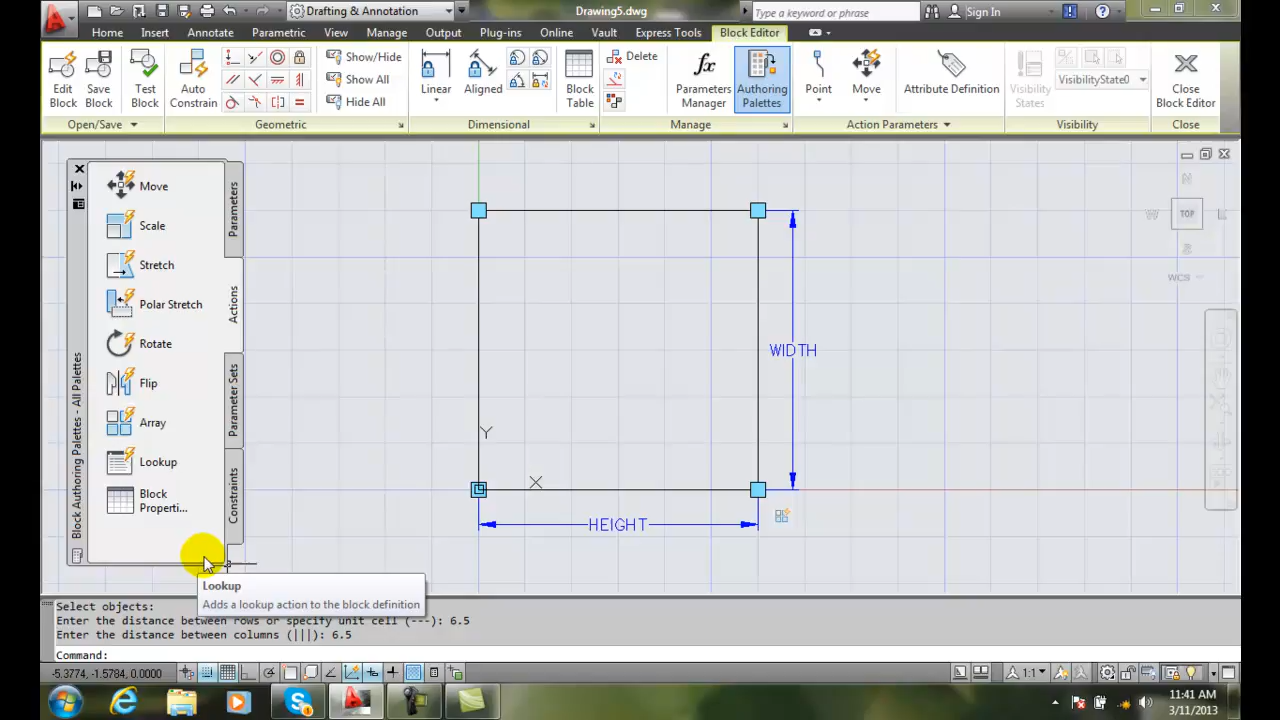 Drafting & Annotation
Drawing5.dwg
Type a keyword or phrase
Sign In
Home
Insert
Annotate
Parametric
View
Manage
Output
Plug-ins
Online
Vault
Express Tools
Block Editor
Edit Block
Save Block
Test Block
Auto Constrain
Show/Hide
Show All
Hide All
Linear
Aligned
Block Table
Delete
Parameters Manager
Authoring Palettes
Point
Move
Attribute Definition
Visibility States
VisibilityState0
Close Block Editor
Open/Save
Geometric
Dimensional
Manage
Action Parameters
Visibility
Close
Block Authoring Palettes - All Palettes
Move
Scale
Stretch
Polar Stretch
Rotate
Flip
Array
Lookup
Block
Properti...
Parameters
Actions
Parameter Sets
Constraints
Lookup
Adds a lookup action to the block definition
WIDTH
HEIGHT
Y
X
N
W
TOP
E
S
WCS
Select objects:
Enter the distance between rows or specify unit cell (---): 6.5
Enter the distance between columns (|||): 6.5
Command:
-5.3774, -1.5784, 0.0000
1:1
11:41 AM
3/11/2013